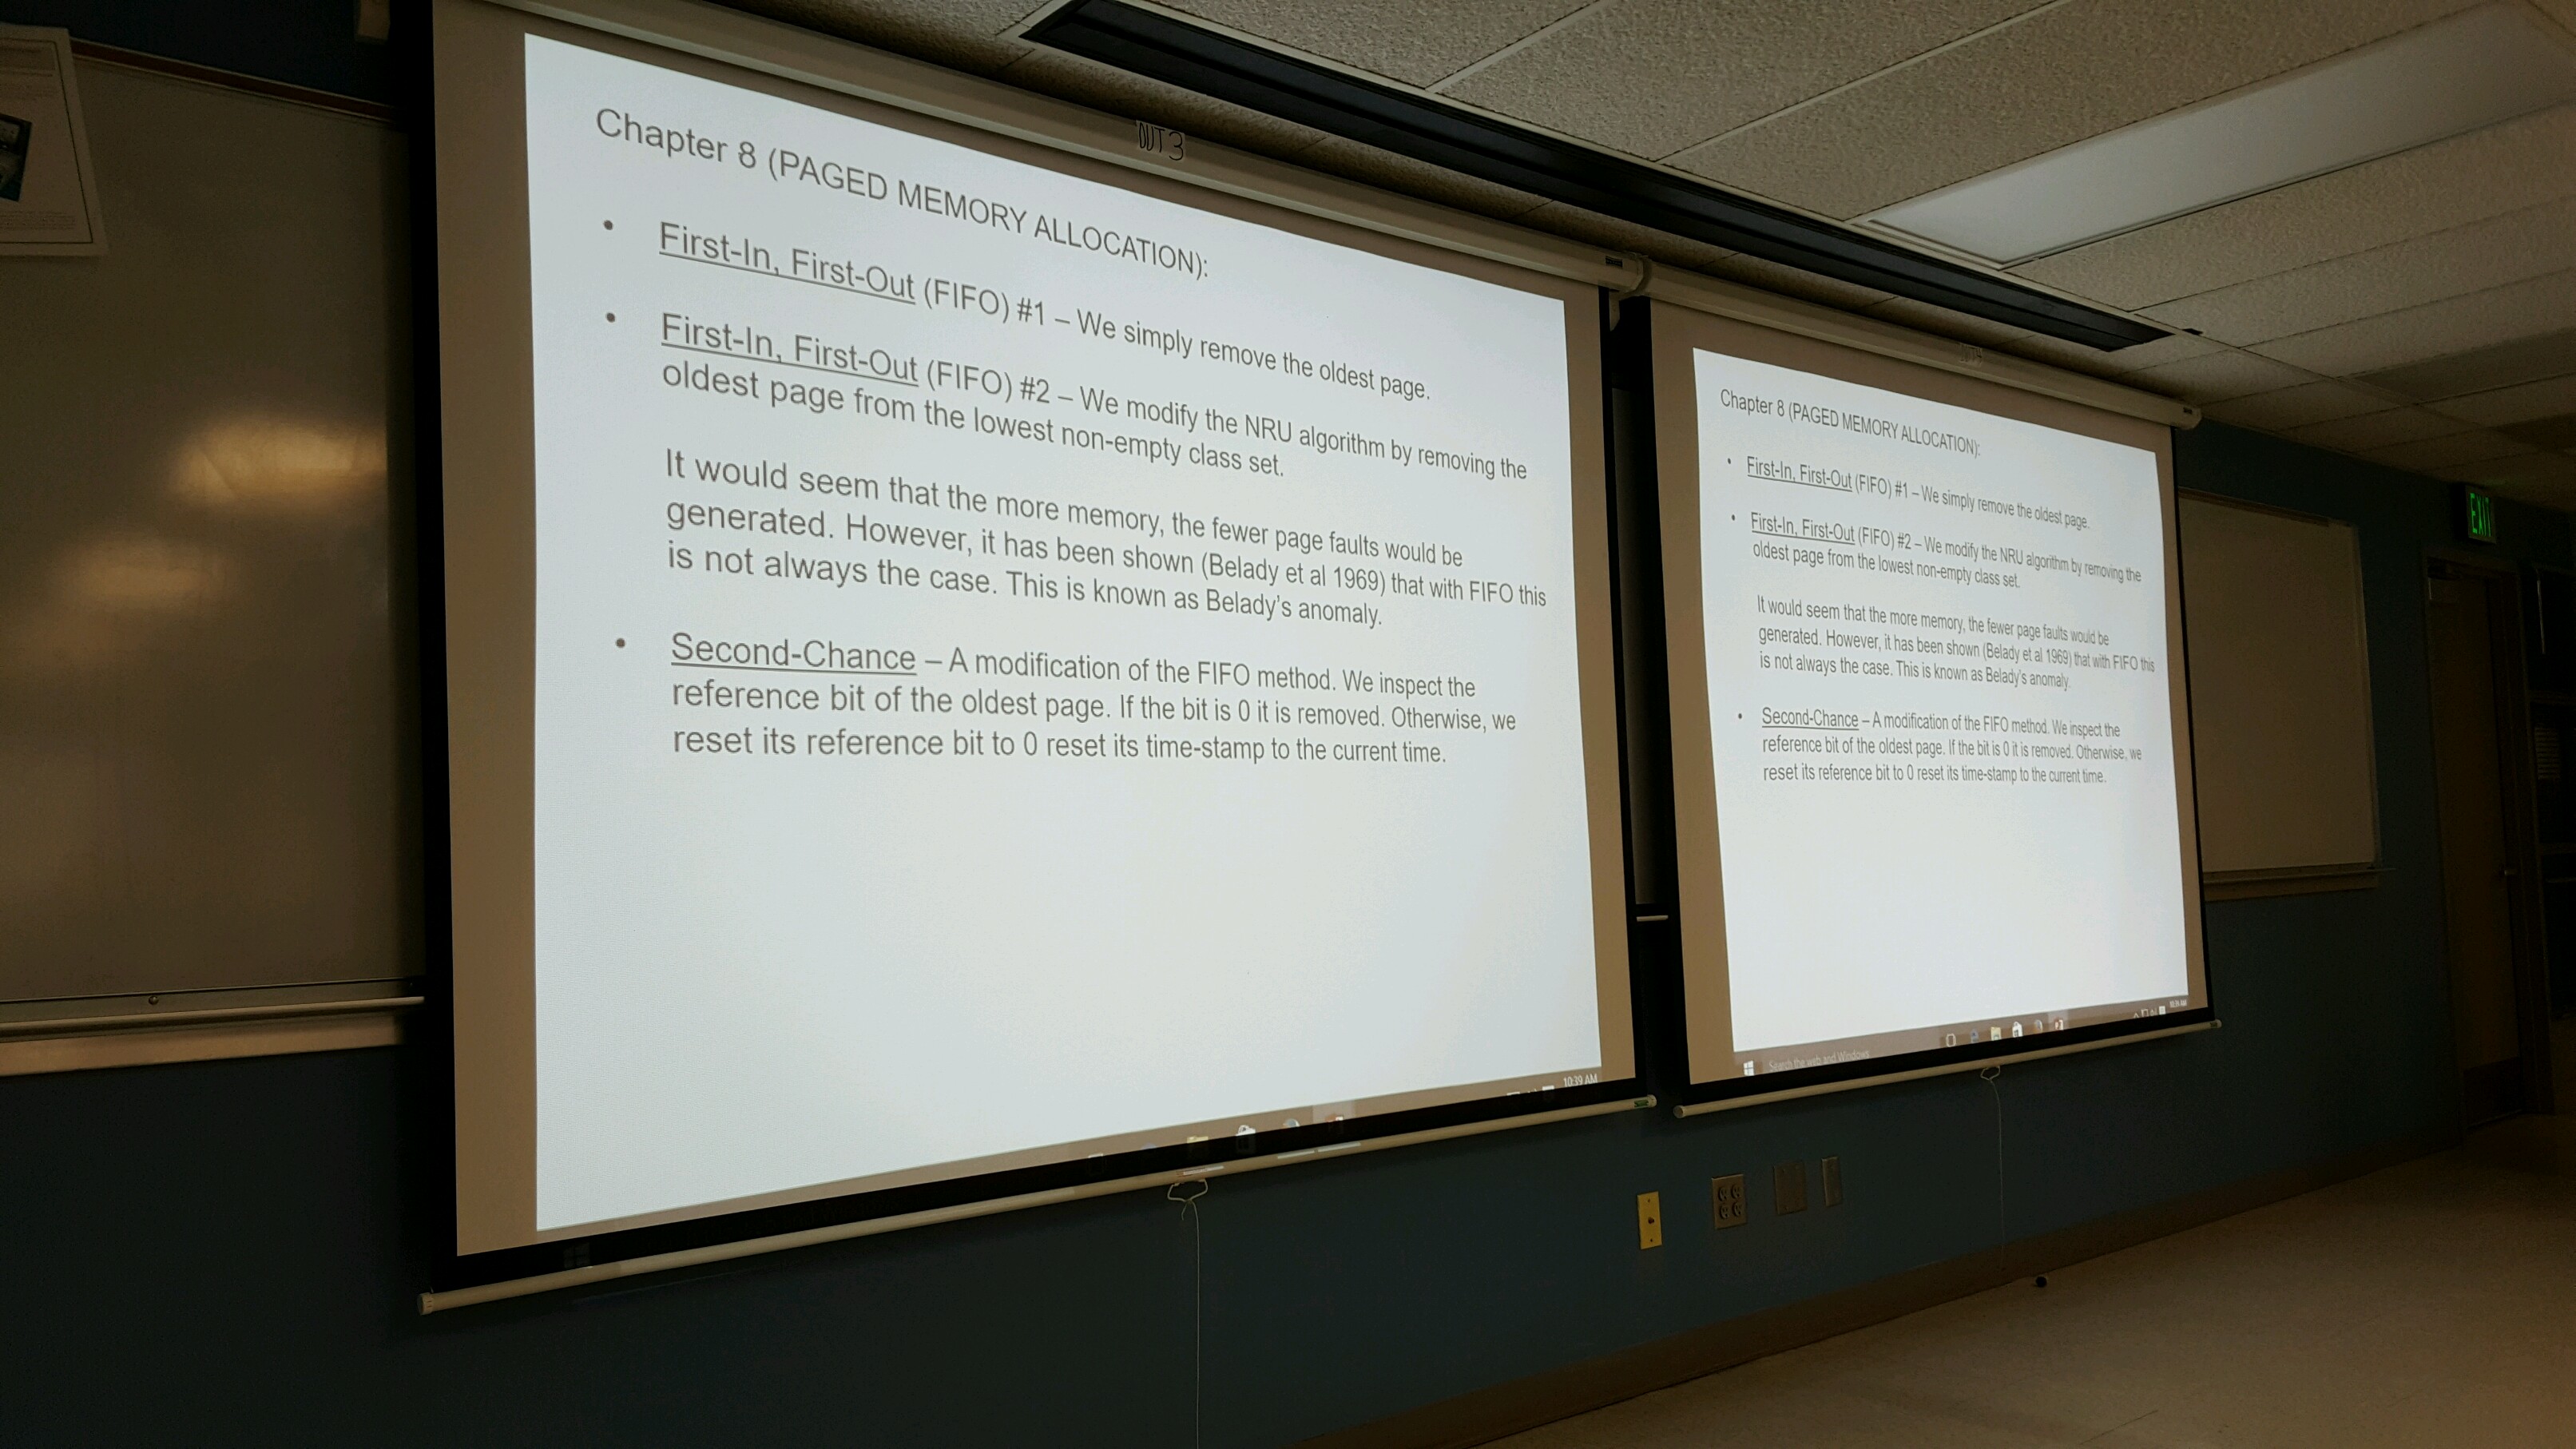 OUT 3
Chapter 8 (PAGED MEMORY ALLOCATION):
• First-In, First-Out (FIFO) #1 – We simply remove the oldest page.
• First-In, First-Out (FIFO) #2 – We modify the NRU algorithm by removing the
oldest page from the lowest non-empty class set.
It would seem that the more memory, the fewer page faults would be
generated. However, it has been shown (Belady et al 1969) that with FIFO this
is not always the case. This is known as Belady's anomaly.
• Second-Chance – A modification of the FIFO method. We inspect the
reference bit of the oldest page. If the bit is 0 it is removed. Otherwise, we
reset its reference bit to 0 reset its time-stamp to the current time.
10:39 AM
Chapter 8 (PAGED MEMORY ALLOCATION):
• First-In, First-Out (FIFO) #1 – We simply remove the oldest page.
• First-In, First-Out (FIFO) #2 – We modify the NRU algorithm by removing the
oldest page from the lowest non-empty class set.
It would seem that the more memory, the fewer page faults would be
generated. However, it has been shown (Belady et al 1969) that with FIFO this
is not always the case. This is known as Belady's anomaly.
• Second-Chance – A modification of the FIFO method. We inspect the
reference bit of the oldest page. If the bit is 0 it is removed. Otherwise, we
reset its reference bit to 0 reset its time-stamp to the current time.
Search the web and Windows
10:39 AM
EXIT